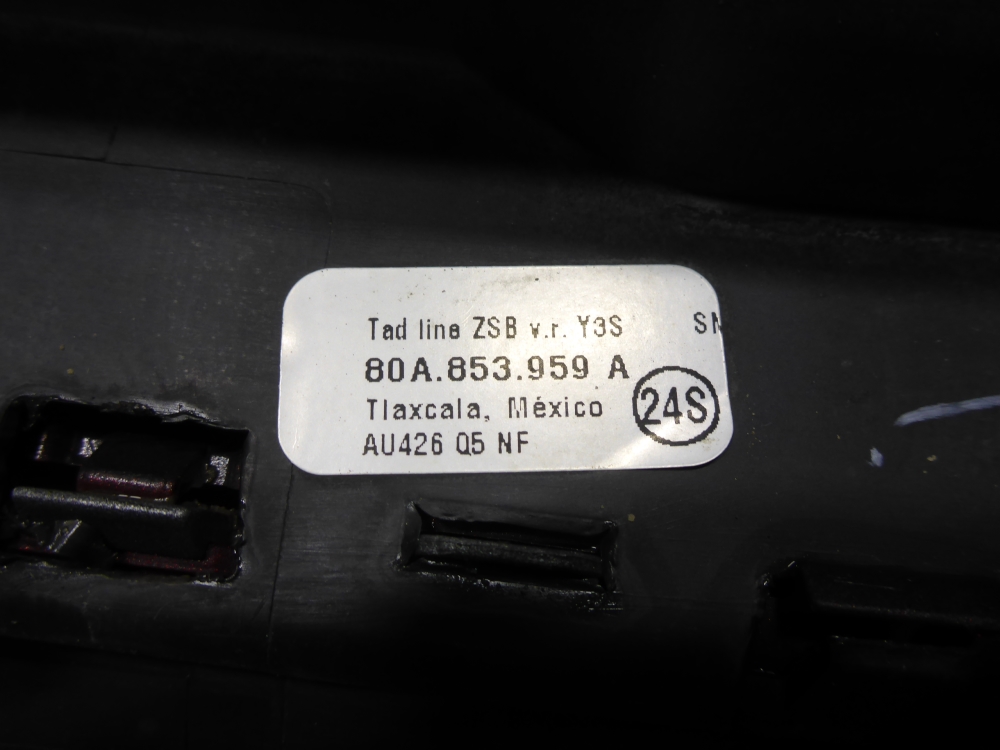 Tad line ZSB v.r. Y3S
80A.853.959 A
Tlaxcala, México
AU426 Q5 NF
24S